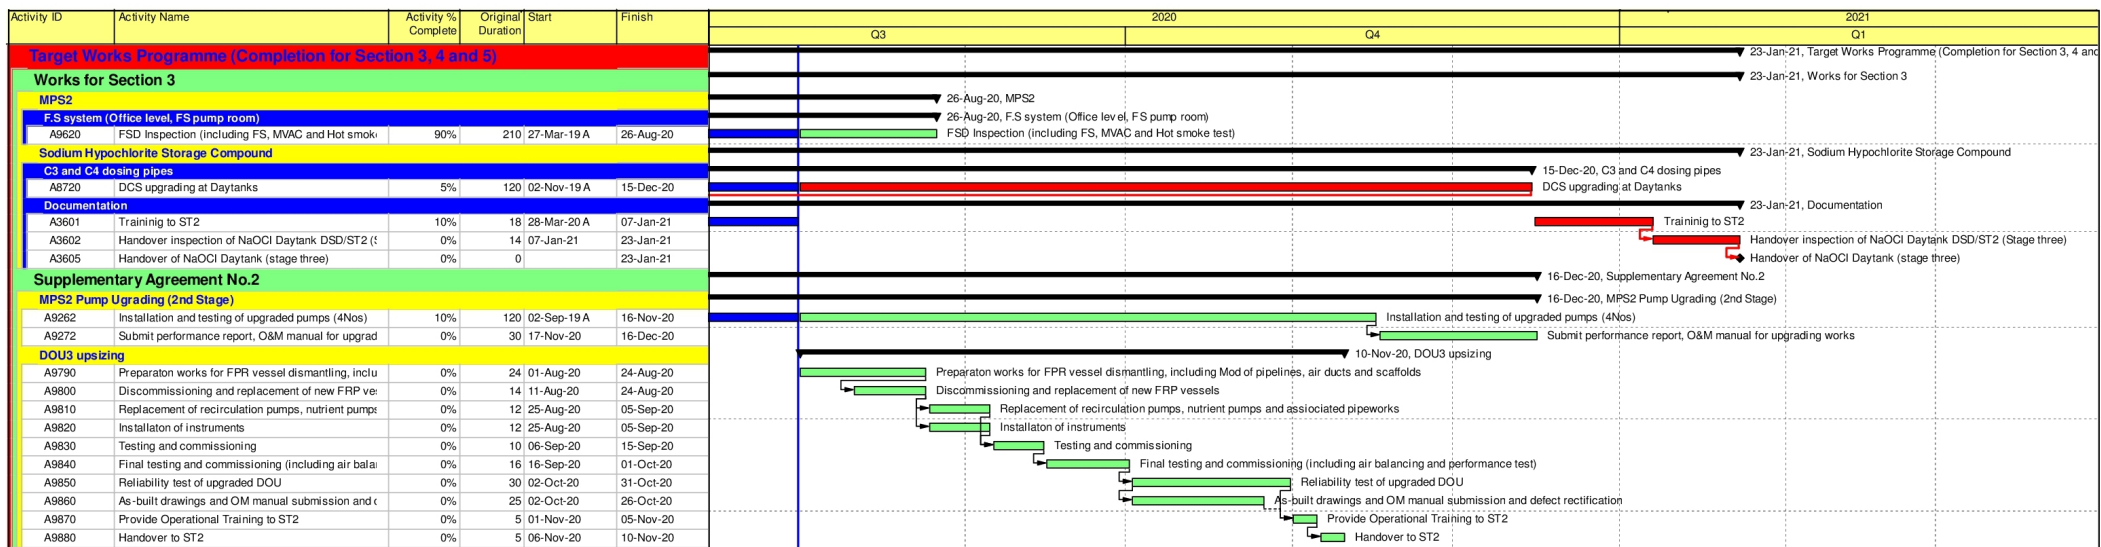 Activity ID Activity Name Activity % Original Start Finish 2020 2021
Complete Duration Q3 Q4 Q1
Target Works Programme (Completion for Section 3, 4 and 5) 23-Jan-21, Target Works Programme (Completion for Section 3, 4 and
Works for Section 3 23-Jan-21, Works for Section 3
MPS2 26-Aug-20, MPS2
F.S system (Office level, FS pump room) 26-Aug-20, F.S system (Office level, FS pump room)
A9620 FSD Inspection (including FS, MVAC and Hot smoke 90% 210 27-Mar-19 A 26-Aug-20 FSD Inspection (including FS, MVAC and Hot smoke test)
Sodium Hypochlorite Storage Compound 23-Jan-21, Sodium Hypochlorite Storage Compound
C3 and C4 dosing pipes 15-Dec-20, C3 and C4 dosing pipes
A8720 DCS upgrading at Daytanks 5% 120 02-Nov-19 A 15-Dec-20 DCS upgrading at Daytanks
Documentation 23-Jan-21, Documentation
A3601 Traininig to ST2 10% 18 28-Mar-20 A 07-Jan-21 Traininig to ST2
A3602 Handover inspection of NaOCl Daytank DSD/ST2 (S 0% 14 07-Jan-21 23-Jan-21 Handover inspection of NaOCl Daytank DSD/ST2 (Stage three)
A3605 Handover of NaOCl Daytank (stage three) 0% 0 23-Jan-21 Handover of NaOCl Daytank (stage three)
Supplementary Agreement No.2 16-Dec-20, Supplementary Agreement No.2
MPS2 Pump Ugrading (2nd Stage) 16-Dec-20, MPS2 Pump Ugrading (2nd Stage)
A9262 Installation and testing of upgraded pumps (4Nos) 10% 120 02-Sep-19 A 16-Nov-20 Installation and testing of upgraded pumps (4Nos)
A9272 Submit performance report, O&M manual for upgrad 0% 30 17-Nov-20 16-Dec-20 Submit performance report, O&M manual for upgrading works
DOU3 upsizing 10-Nov-20, DOU3 upsizing
A9790 Preparaton works for FPR vessel dismantling, inclu 0% 24 01-Aug-20 24-Aug-20 Preparaton works for FPR vessel dismantling, including Mod of pipelines, air ducts and scaffolds
A9800 Discommissioning and replacement of new FRP ves 0% 14 11-Aug-20 24-Aug-20 Discommissioning and replacement of new FRP vessels
A9810 Replacement of recirculation pumps, nutrient pumps 0% 12 25-Aug-20 05-Sep-20 Replacement of recirculation pumps, nutrient pumps and assiociated pipeworks
A9820 Installaton of instruments 0% 12 25-Aug-20 05-Sep-20 Installaton of instruments
A9830 Testing and commissioning 0% 10 06-Sep-20 15-Sep-20 Testing and commissioning
A9840 Final testing and commissioning (including air balar 0% 16 16-Sep-20 01-Oct-20 Final testing and commissioning (including air balancing and performance test)
A9850 Reliability test of upgraded DOU 0% 30 02-Oct-20 31-Oct-20 Reliability test of upgraded DOU
A9860 As-built drawings and OM manual submission and d 0% 25 02-Oct-20 26-Oct-20 As-built drawings and OM manual submission and defect rectification
A9870 Provide Operational Training to ST2 0% 5 01-Nov-20 05-Nov-20 Provide Operational Training to ST2
A9880 Handover to ST2 0% 5 06-Nov-20 10-Nov-20 Handover to ST2